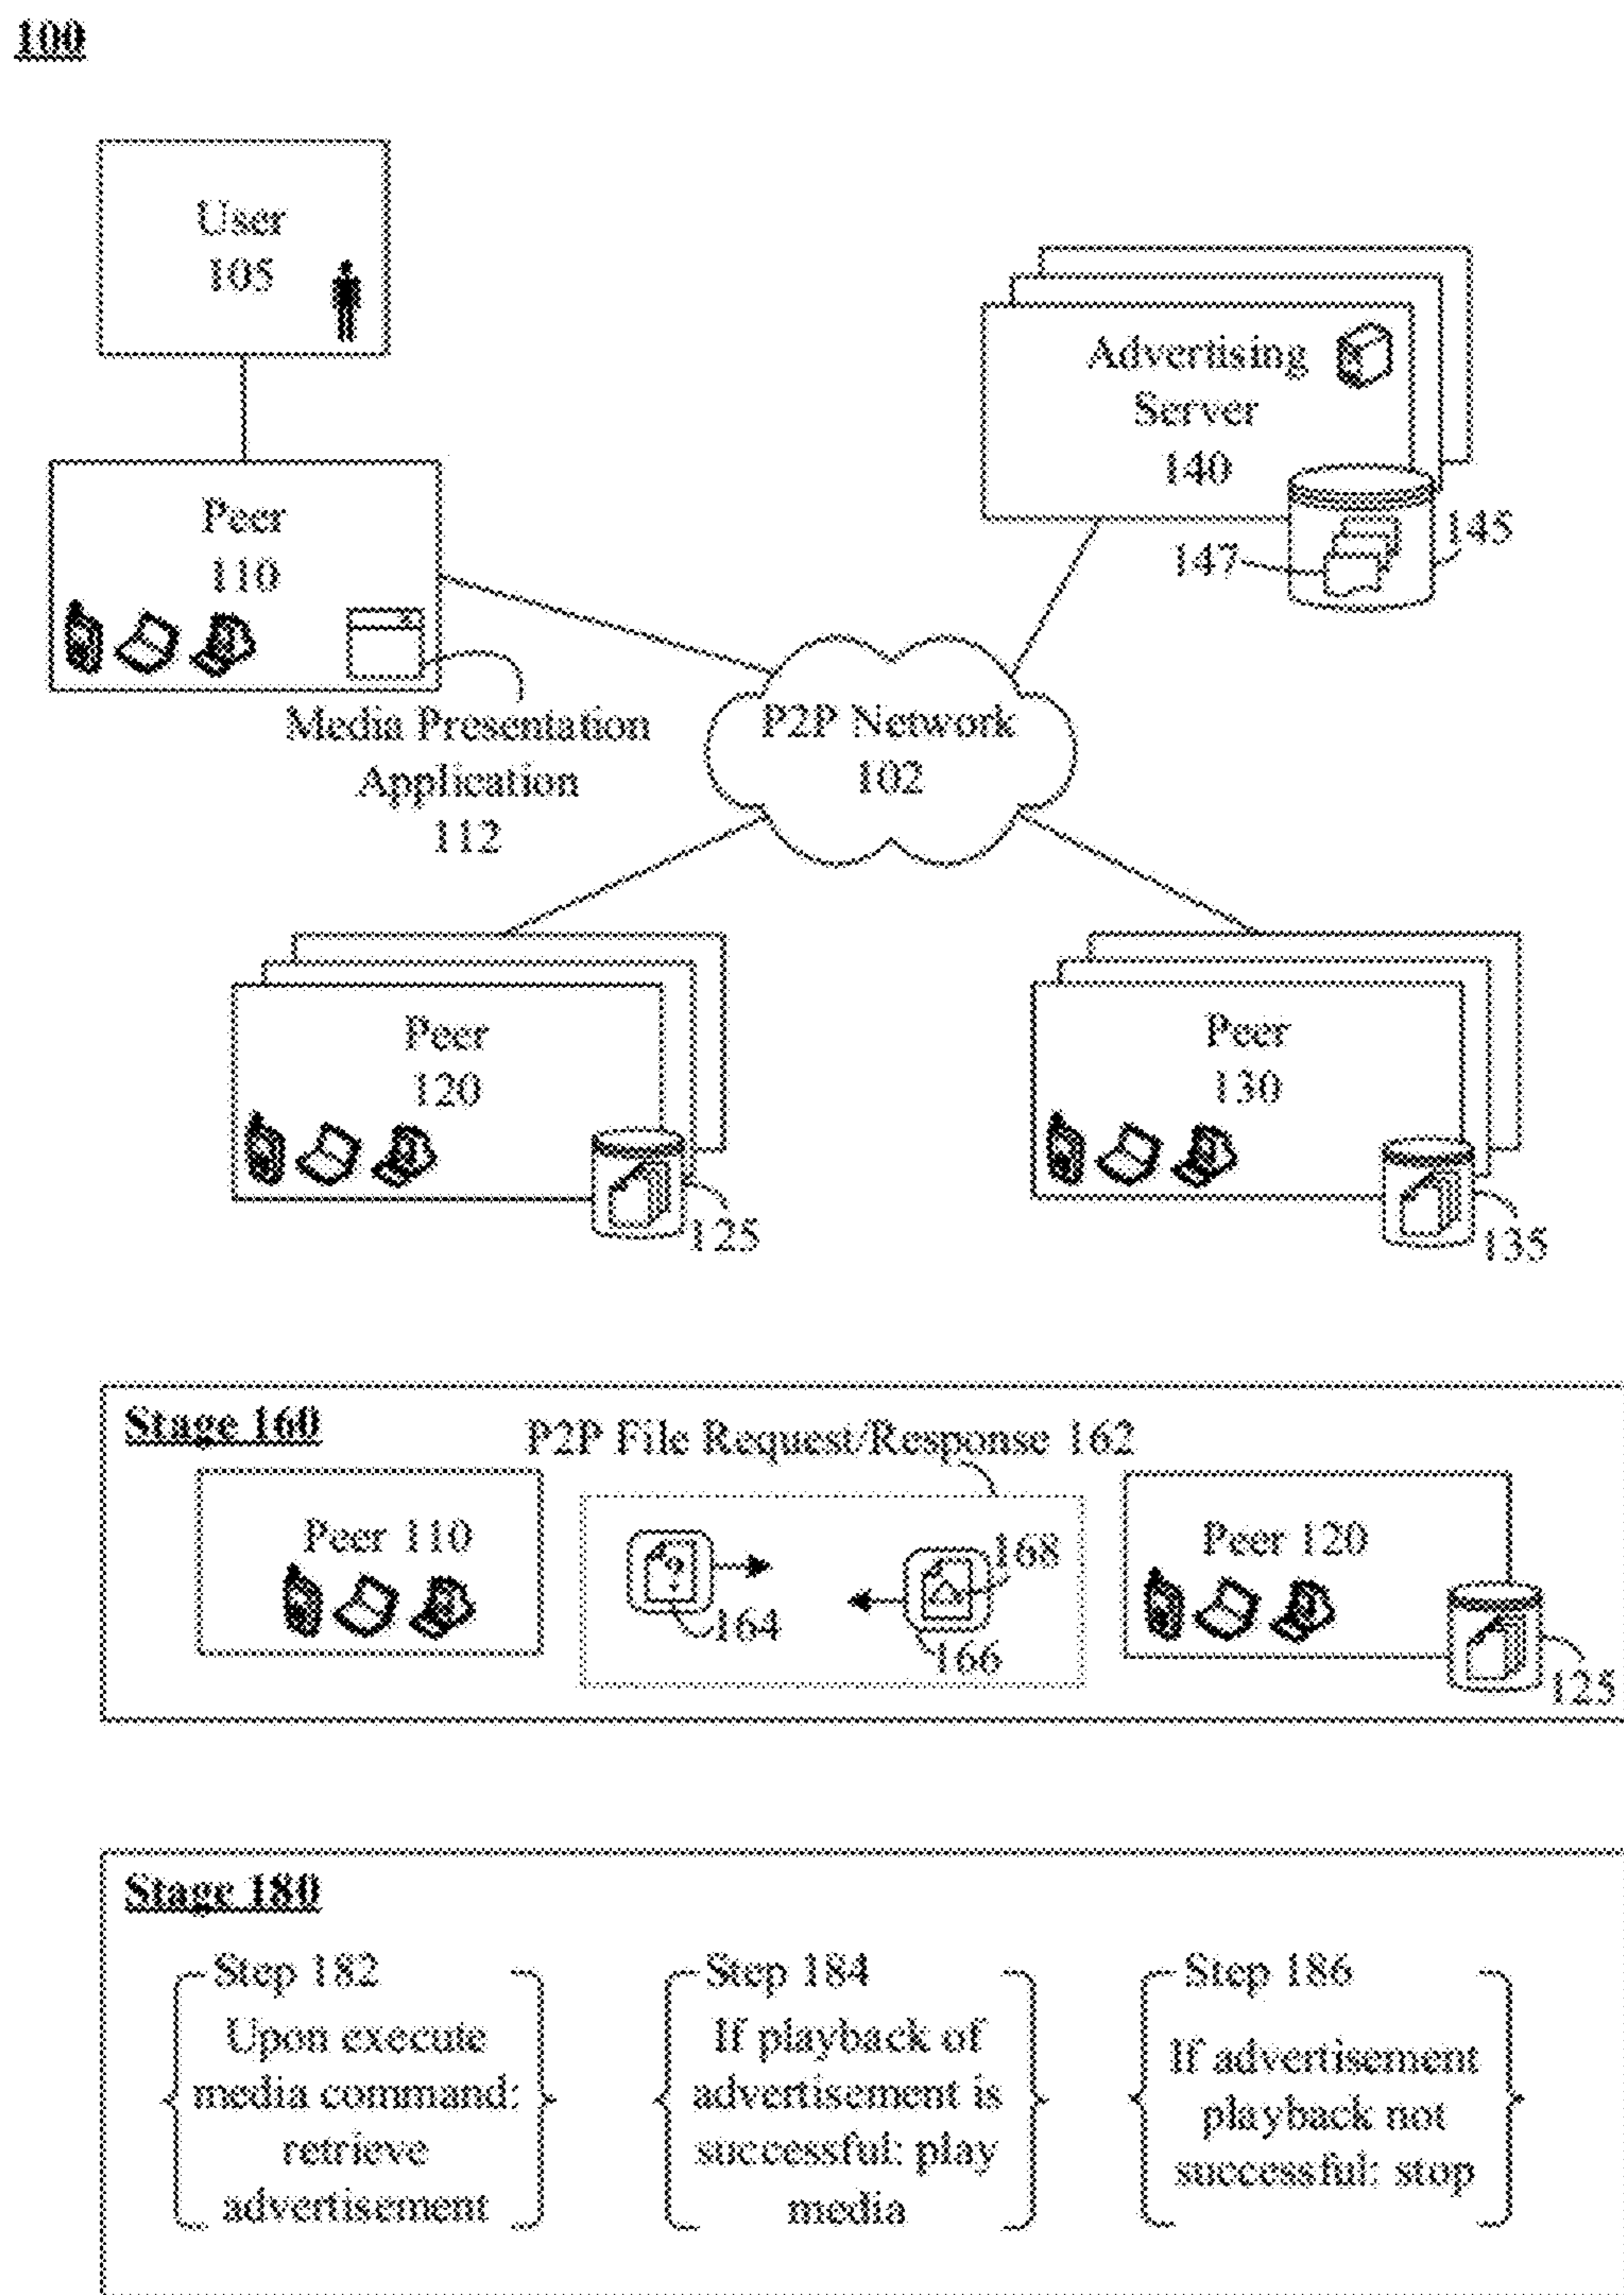 100
User
105
Advertising
Server
140
145
147
Peer
110
Media Presentation
Application
112
P2P Network
102
Peer
120
125
Peer
130
135
Stage 160
P2P File Request/Response 162
Peer 110
?
164
168
166
Peer 120
125
Stage 180
Step 182
Upon execute
media command:
retrieve
advertisement
Step 184
If playback of
advertisement is
successful: play
media
Step 186
If advertisement
playback not
successful: stop